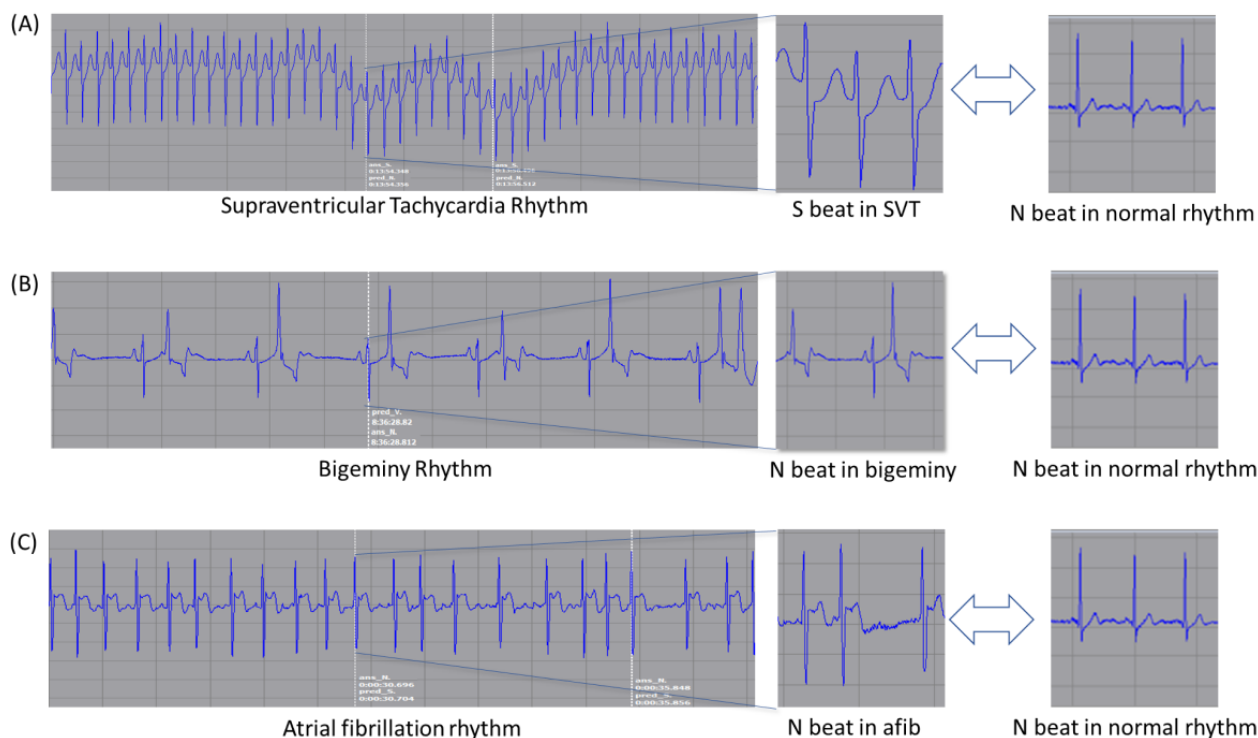 (A)
ans_S.
0:13:54.348
pred_N.
0:13:54.356
ans_S.
pred_N.
0:13:56.512
Supraventricular Tachycardia Rhythm
S beat in SVT
N beat in normal rhythm
(B)
pred_V.
8:36:28.82
ans_N.
8:36:28.812
Bigeminy Rhythm
N beat in bigeminy
N beat in normal rhythm
(C)
ans_N.
0:00:30.696
pred_S.
0:00:30.704
ans_N.
0:00:35.848
pred_S.
0:00:35.856
Atrial fibrillation rhythm
N beat in afib
N beat in normal rhythm